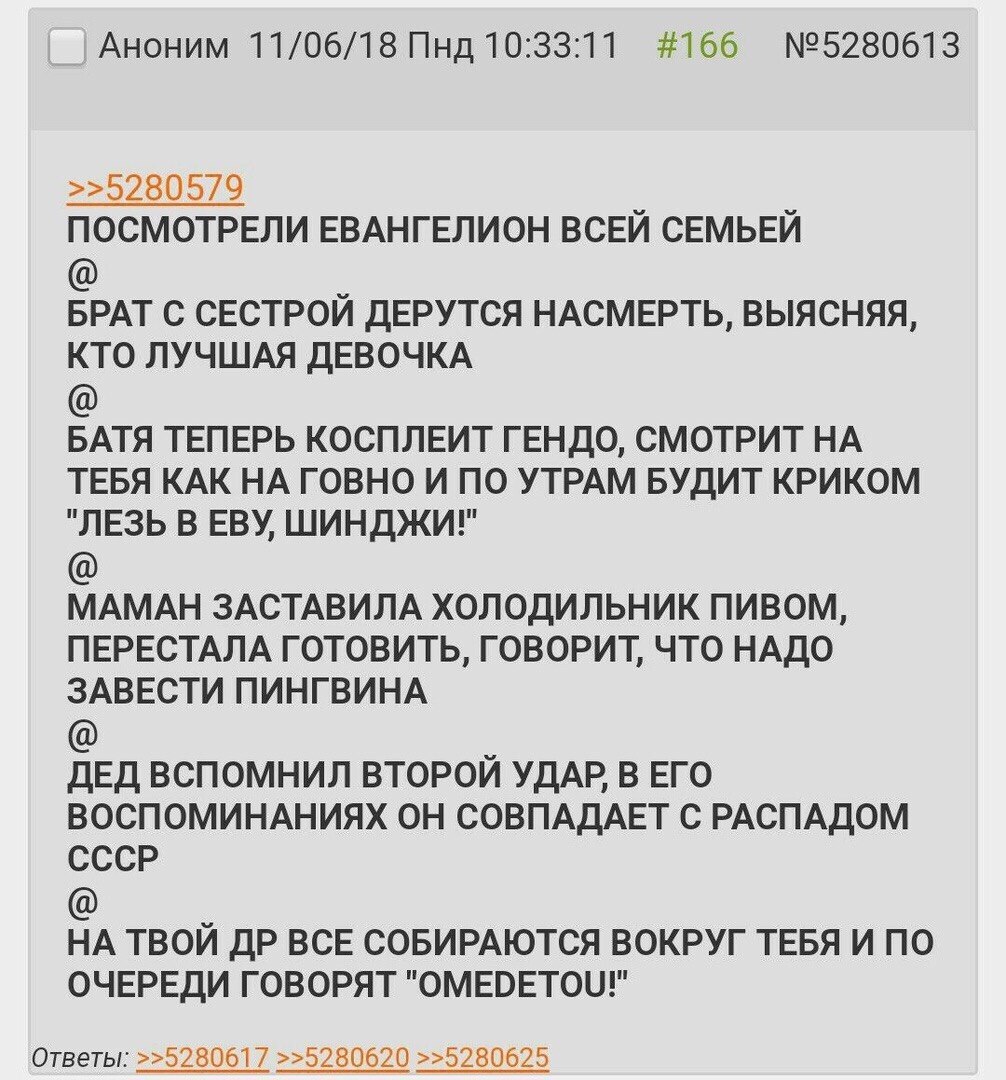 Аноним 11/06/18 Пнд 10:33:11 #166 №5280613
>>5280579
ПОСМОТРЕЛИ ЕВАНГЕЛИОН ВСЕЙ СЕМЬЕЙ
@
БРАТ С СЕСТРОЙ ДЕРУТСЯ НАСМЕРТЬ, ВЫЯСНЯЯ,
КТО ЛУЧШАЯ ДЕВОЧКА
@
БАТЯ ТЕПЕРЬ КОСПЛЕИТ ГЕНДО, СМОТРИТ НА
ТЕБЯ КАК НА ГОВНО И ПО УТРАМ БУДИТ КРИКОМ
"ЛЕЗЬ В ЕВУ, ШИНДЖИ!"
@
МАМАН ЗАСТАВИЛА ХОЛОДИЛЬНИК ПИВОМ,
ПЕРЕСТАЛА ГОТОВИТЬ, ГОВОРИТ, ЧТО НАДО
ЗАВЕСТИ ПИНГВИНА
@
ДЕД ВСПОМНИЛ ВТОРОЙ УДАР, В ЕГО
ВОСПОМИНАНИЯХ ОН СОВПАДАЕТ С РАСПАДОМ
СССР
@
НА ТВОЙ ДР ВСЕ СОБИРАЮТСЯ ВОКРУГ ТЕБЯ И ПО
ОЧЕРЕДИ ГОВОРЯТ "OMEDETOU!"
Ответы: >>5280617 >>5280620 >>5280625